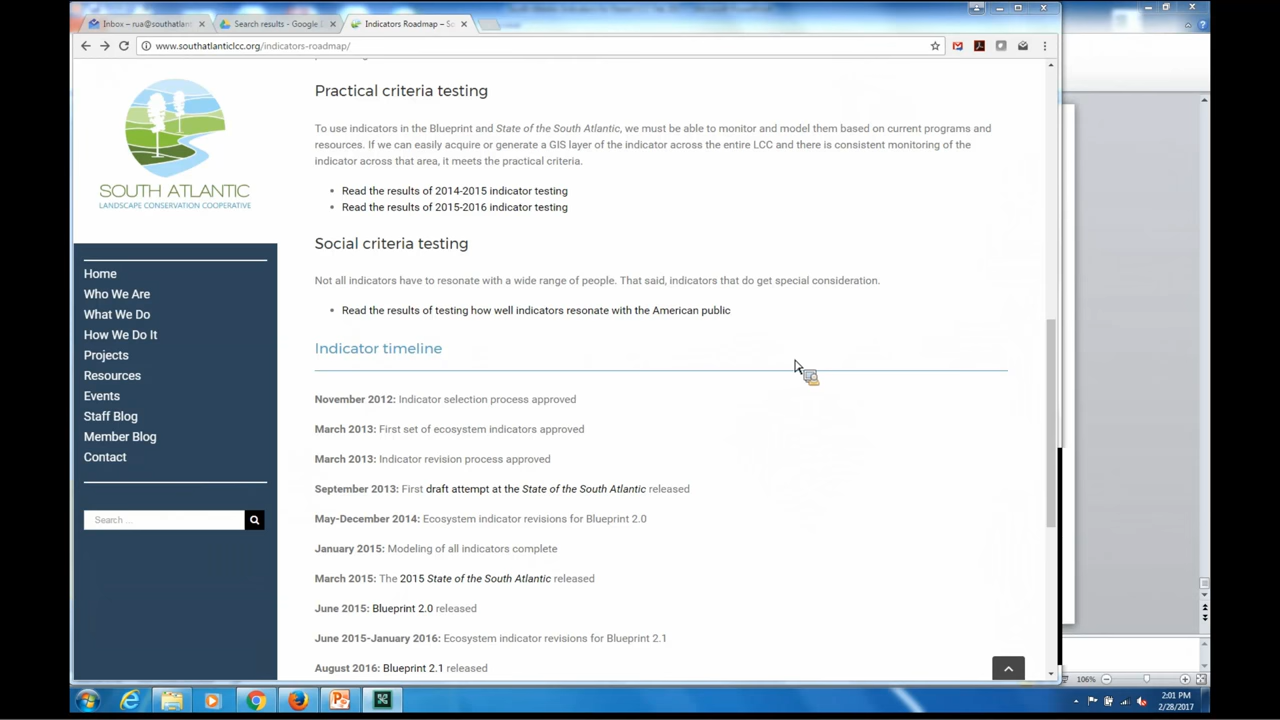 Inbox – rua@southatlan
Search results - Google
Indicators Roadmap – So
www.southatlanticlcc.org/indicators-roadmap/
SOUTH ATLANTIC
LANDSCAPE CONSERVATION COOPERATIVE
Home
Who We Are
What We Do
How We Do It
Projects
Resources
Events
Staff Blog
Member Blog
Contact
Search ...
Practical criteria testing
To use indicators in the Blueprint and State of the South Atlantic, we must be able to monitor and model them based on current programs and
resources. If we can easily acquire or generate a GIS layer of the indicator across the entire LCC and there is consistent monitoring of the
indicator across that area, it meets the practical criteria.
• Read the results of 2014-2015 indicator testing
• Read the results of 2015-2016 indicator testing
Social criteria testing
Not all indicators have to resonate with a wide range of people. That said, indicators that do get special consideration.
• Read the results of testing how well indicators resonate with the American public
Indicator timeline
November 2012: Indicator selection process approved
March 2013: First set of ecosystem indicators approved
March 2013: Indicator revision process approved
September 2013: First draft attempt at the State of the South Atlantic released
May-December 2014: Ecosystem indicator revisions for Blueprint 2.0
January 2015: Modeling of all indicators complete
March 2015: The 2015 State of the South Atlantic released
June 2015: Blueprint 2.0 released
June 2015-January 2016: Ecosystem indicator revisions for Blueprint 2.1
August 2016: Blueprint 2.1 released
106%
2:01 PM
2/28/2017